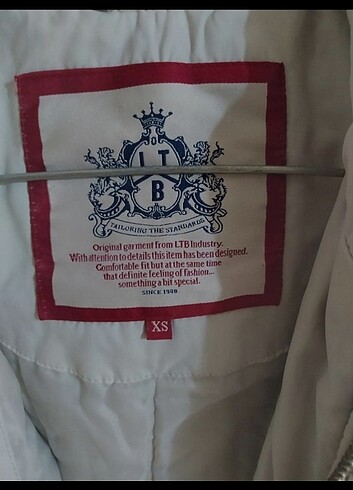 L T
B
TAILORING THE STANDARDS
Original garment from LTB Industry.
With attention to details this item has been designed.
Comfortable fit but at the same time
that definite feeling of fashion...
something a bit special.
SINCE 1948
XS